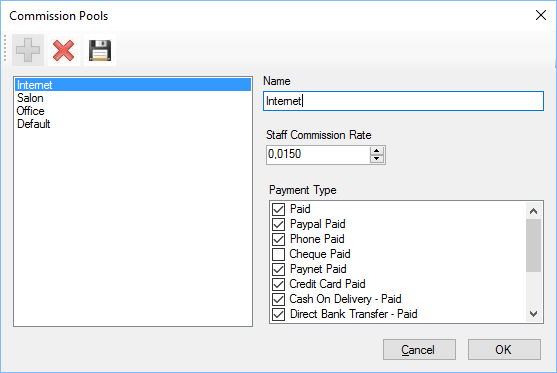 Commission Pools
Internet
Salon
Office
Default
Name
Internet
Staff Commission Rate
0,0150
Payment Type
Paid
Paypal Paid
Phone Paid
Cheque Paid
Paynet Paid
Credit Card Paid
Cash On Delivery - Paid
Direct Bank Transfer - Paid
Cancel
OK